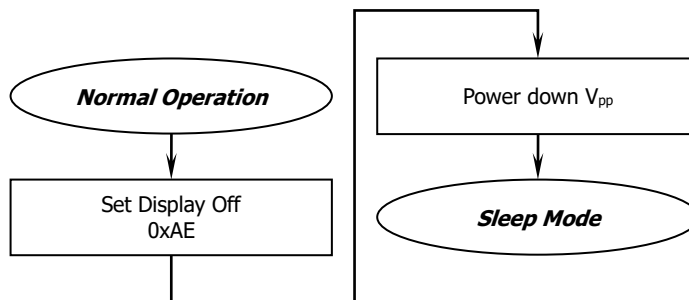 Normal Operation
Set Display Off
0xAE
Power down Vpp
Sleep Mode